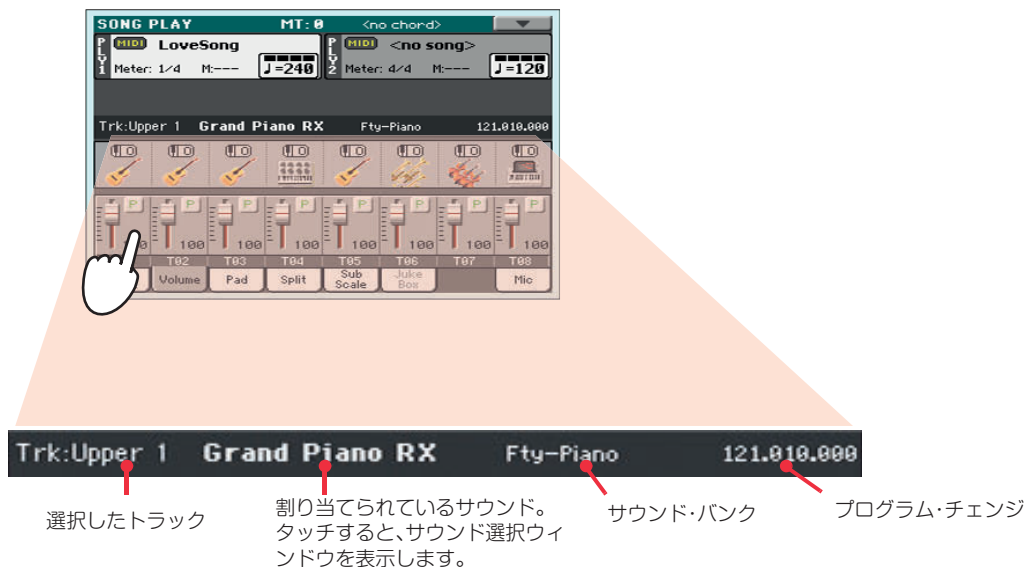 SONG PLAY MT: 0 <no chord>
PLY1 MIDI LoveSong
Meter: 1/4 M:--- ♩=240
PLY2 MIDI <no song>
Meter: 4/4 M:--- ♩=120
Trk:Upper 1 Grand Piano RX Fty-Piano 121.010.000
P P P P P P P P
100 100 100 100 100 100 100
T02 T03 T04 T05 T06 T07 T08
Volume Pad Split Sub Scale Juke Box Mic
Trk:Upper 1 Grand Piano RX Fty-Piano 121.010.000
選択したトラック
割り当てられているサウンド。
タッチすると、サウンド選択ウィ
ンドウを表示します。
サウンド・バンク
プログラム・チェンジ